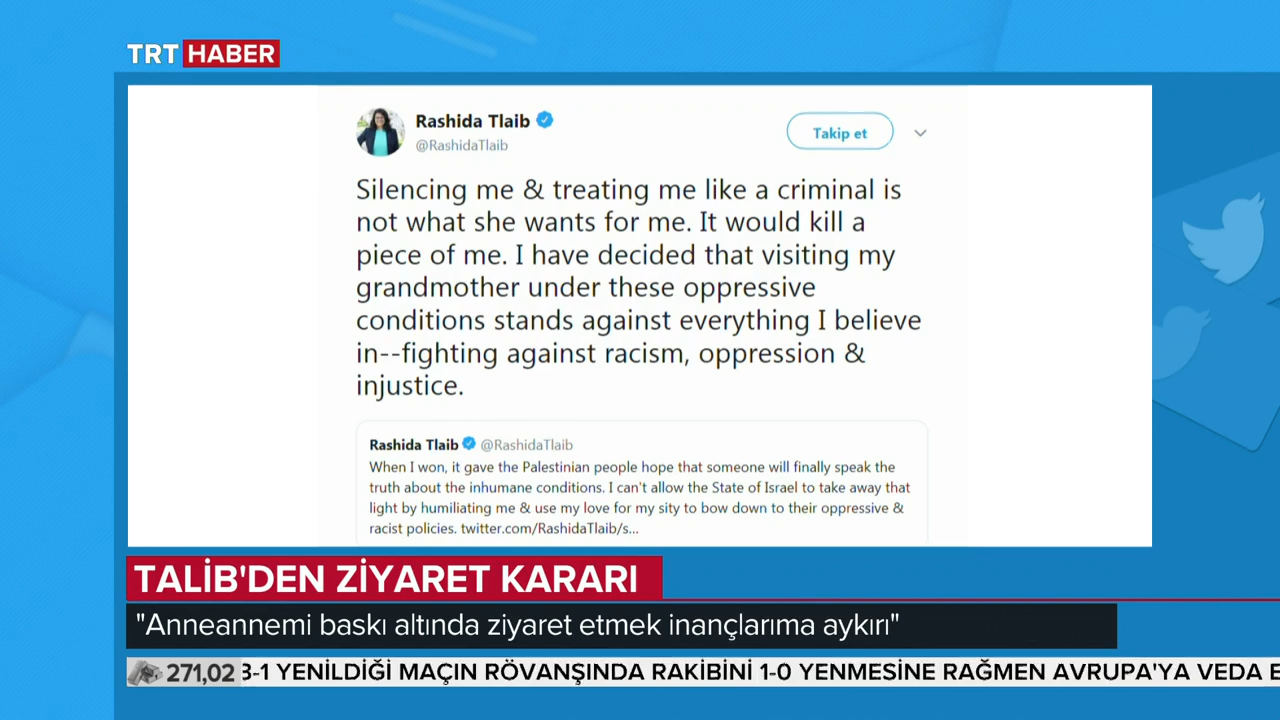 TRT HABER
Rashida Tlaib
@RashidaTlaib
Takip et
Silencing me & treating me like a criminal is
not what she wants for me. It would kill a
piece of me. I have decided that visiting my
grandmother under these oppressive
conditions stands against everything I believe
in--fighting against racism, oppression &
injustice.
Rashida Tlaib @RashidaTlaib
When I won, it gave the Palestinian people hope that someone will finally speak the
truth about the inhumane conditions. I can't allow the State of Israel to take away that
light by humiliating me & use my love for my sity to bow down to their oppressive &
racist policies. twitter.com/RashidaTlaib/s...
TALİB'DEN ZİYARET KARARI
"Anneannemi baskı altında ziyaret etmek inançlarıma aykırı"
271,02 3-1 YENİLDİĞİ MAÇIN RÖVANŞINDA RAKİBİNİ 1-0 YENMESİNE RAĞMEN AVRUPA'YA VEDA E